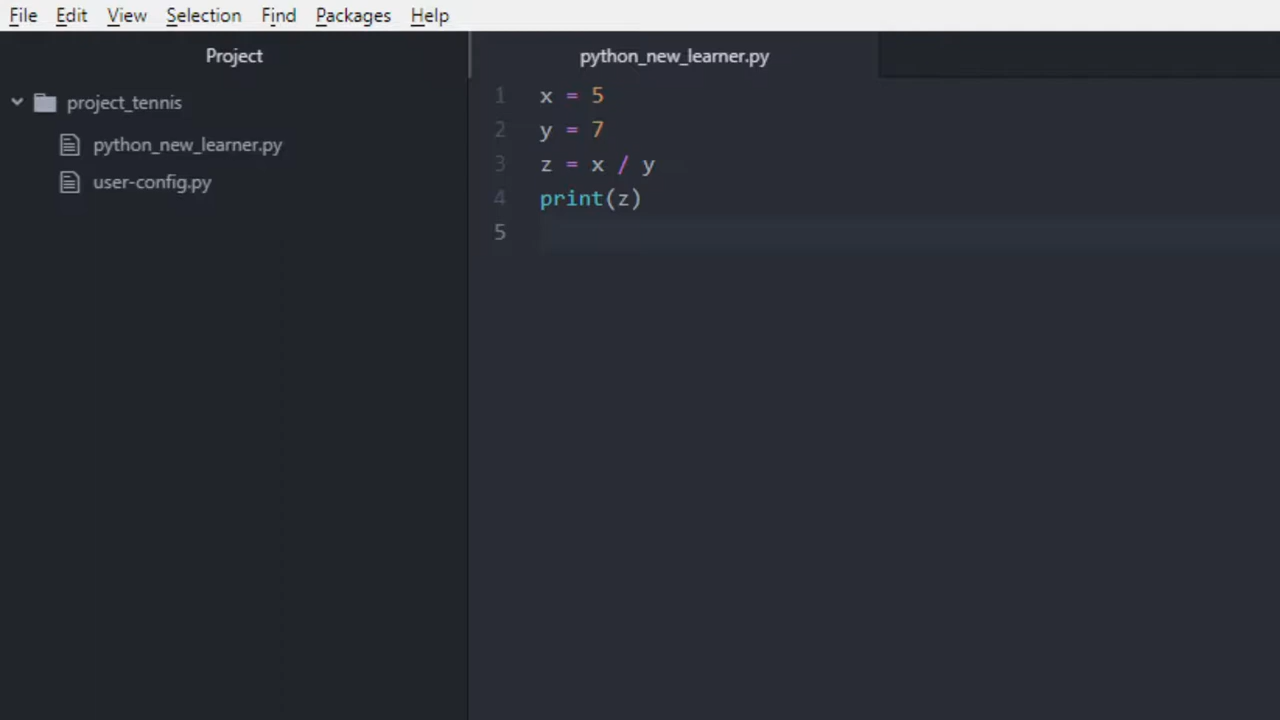 File Edit View Selection Find Packages Help
Project
project_tennis
python_new_learner.py
user-config.py
python_new_learner.py
1 x = 5
2 y = 7
3 z = x / y
4 print(z)
5